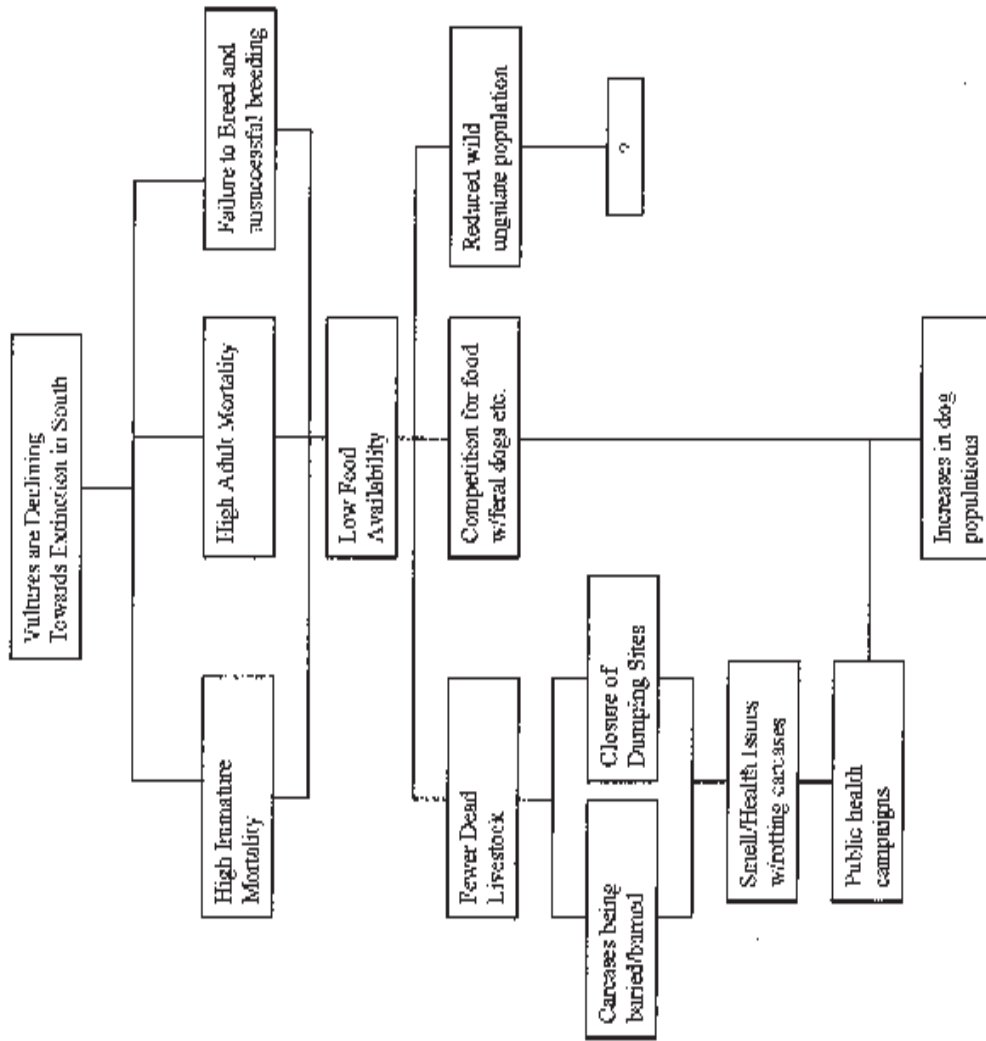 Vultures are Declining
Towards Extinction in South
High Immature
Mortality
High Adult Mortality
Failure to Breed and
unsuccessful breeding
Low Food
Availability
Fewer Dead
Livestock
Competition for food
w/feral dogs etc.
Reduced wild
ungulate population
Carcases being
buried/burned
Closure of
Dumping Sites
?
Smell/Health Issues
w/rotting carcases
Public health
campaigns
Increases in dog
populations